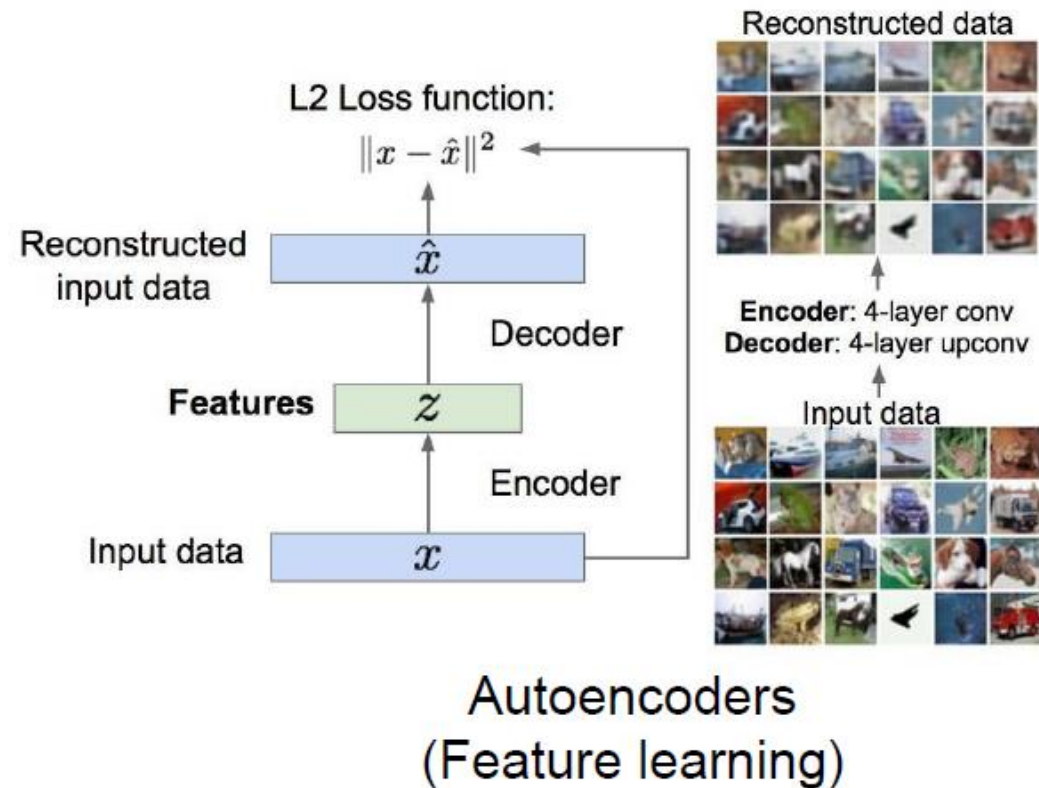 Reconstructed data
L2 Loss function:
‖x − x̂‖²
Reconstructed
input data
x̂
Decoder
Encoder: 4-layer conv
Decoder: 4-layer upconv
Features
z
Input data
Encoder
Input data
x
Autoencoders
(Feature learning)